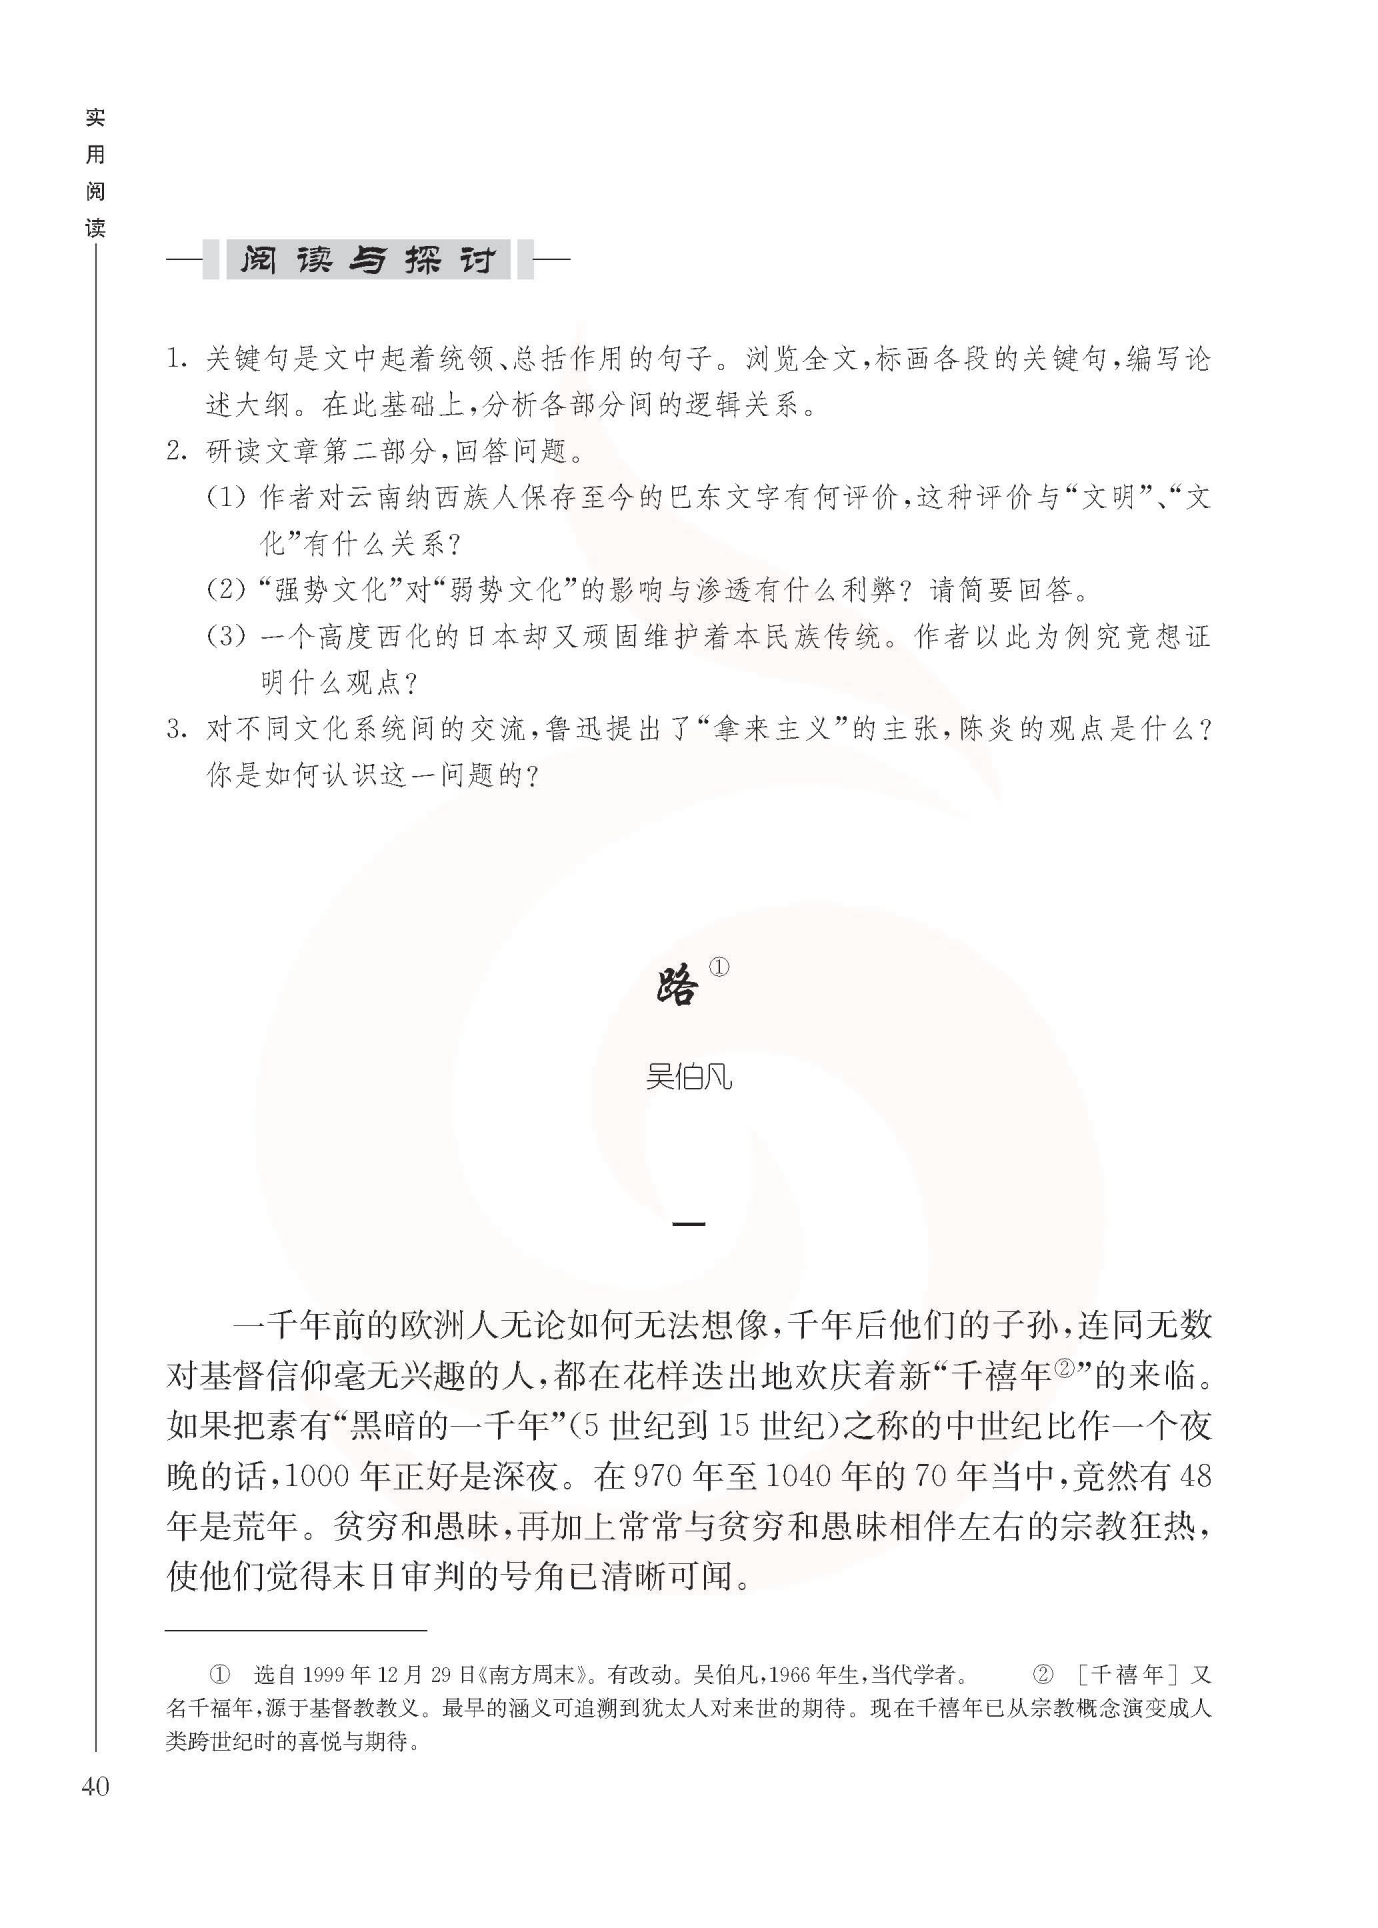 实用阅读
阅读与探讨
1. 关键句是文中起着统领、总括作用的句子。浏览全文，标画各段的关键句，编写论
述大纲。在此基础上，分析各部分间的逻辑关系。
2. 研读文章第二部分，回答问题。
(1) 作者对云南纳西族人保存至今的巴东文字有何评价，这种评价与“文明”、“文
化”有什么关系？
(2) “强势文化”对“弱势文化”的影响与渗透有什么利弊？请简要回答。
(3) 一个高度西化的日本却又顽固维护着本民族传统。作者以此为例究竟想证
明什么观点？
3. 对不同文化系统间的交流，鲁迅提出了“拿来主义”的主张，陈炎的观点是什么？
你是如何认识这一问题的？
路①
吴伯凡
一
一千年前的欧洲人无论如何无法想像，千年后他们的子孙，连同无数
对基督信仰毫无兴趣的人，都在花样迭出地欢庆着新“千禧年②”的来临。
如果把素有“黑暗的一千年”（5 世纪到 15 世纪）之称的中世纪比作一个夜
晚的话，1000 年正好是深夜。在 970 年至 1040 年的 70 年当中，竟然有 48
年是荒年。贫穷和愚昧，再加上常常与贫穷和愚昧相伴左右的宗教狂热，
使他们觉得末日审判的号角已清晰可闻。
① 选自 1999 年 12 月 29 日《南方周末》。有改动。吴伯凡，1966 年生，当代学者。 ② ［千禧年］又
名千福年，源于基督教教义。最早的涵义可追溯到犹太人对来世的期待。现在千禧年已从宗教概念演变成人
类跨世纪时的喜悦与期待。
40